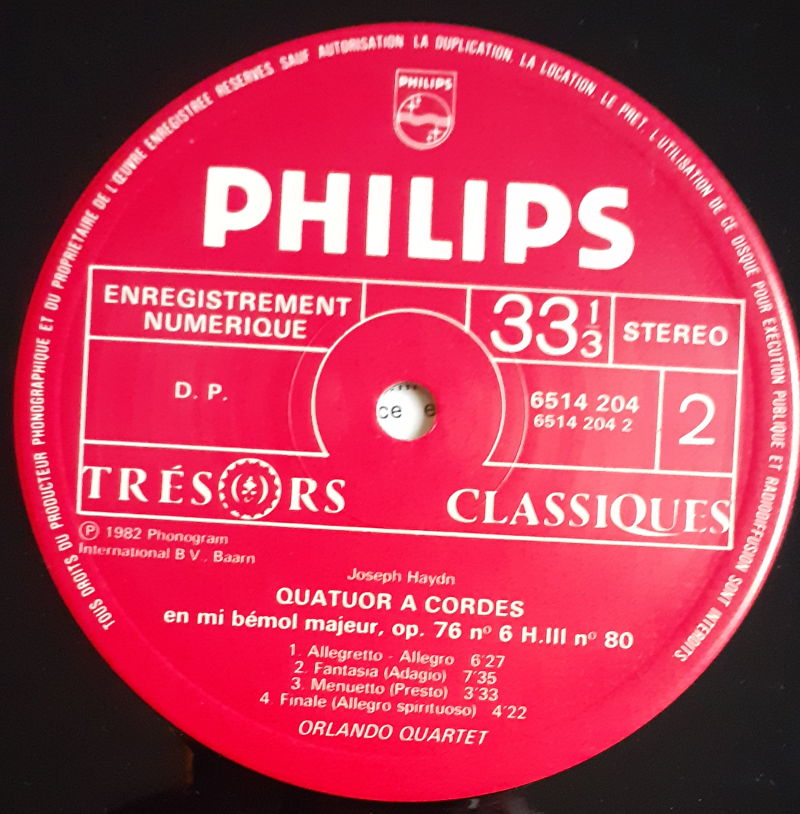 TOUS DROITS DU PRODUCTEUR PHONOGRAPHIQUE ET DU PROPRIETAIRE DE L'ŒUVRE ENREGISTREE RESERVES. SAUF AUTORISATION LA DUPLICATION, LA LOCATION, LE PRET, L'UTILISATION DE CE DISQUE POUR EXECUTION PUBLIQUE ET RADIODIFFUSION SONT INTERDITS
PHILIPS
PHILIPS
ENREGISTREMENT
NUMERIQUE
33 1/3
STEREO
D. P.
6514 204
6514 204 2
2
ce e
TRÉSORS CLASSIQUES
℗ 1982 Phonogram
International B.V., Baarn
Joseph Haydn
QUATUOR A CORDES
en mi bémol majeur, op. 76 nº 6 H.III nº 80
1. Allegretto - Allegro 6'27
2. Fantasia (Adagio) 7'35
3. Menuetto (Presto) 3'33
4. Finale (Allegro spirituoso) 4'22
ORLANDO QUARTET